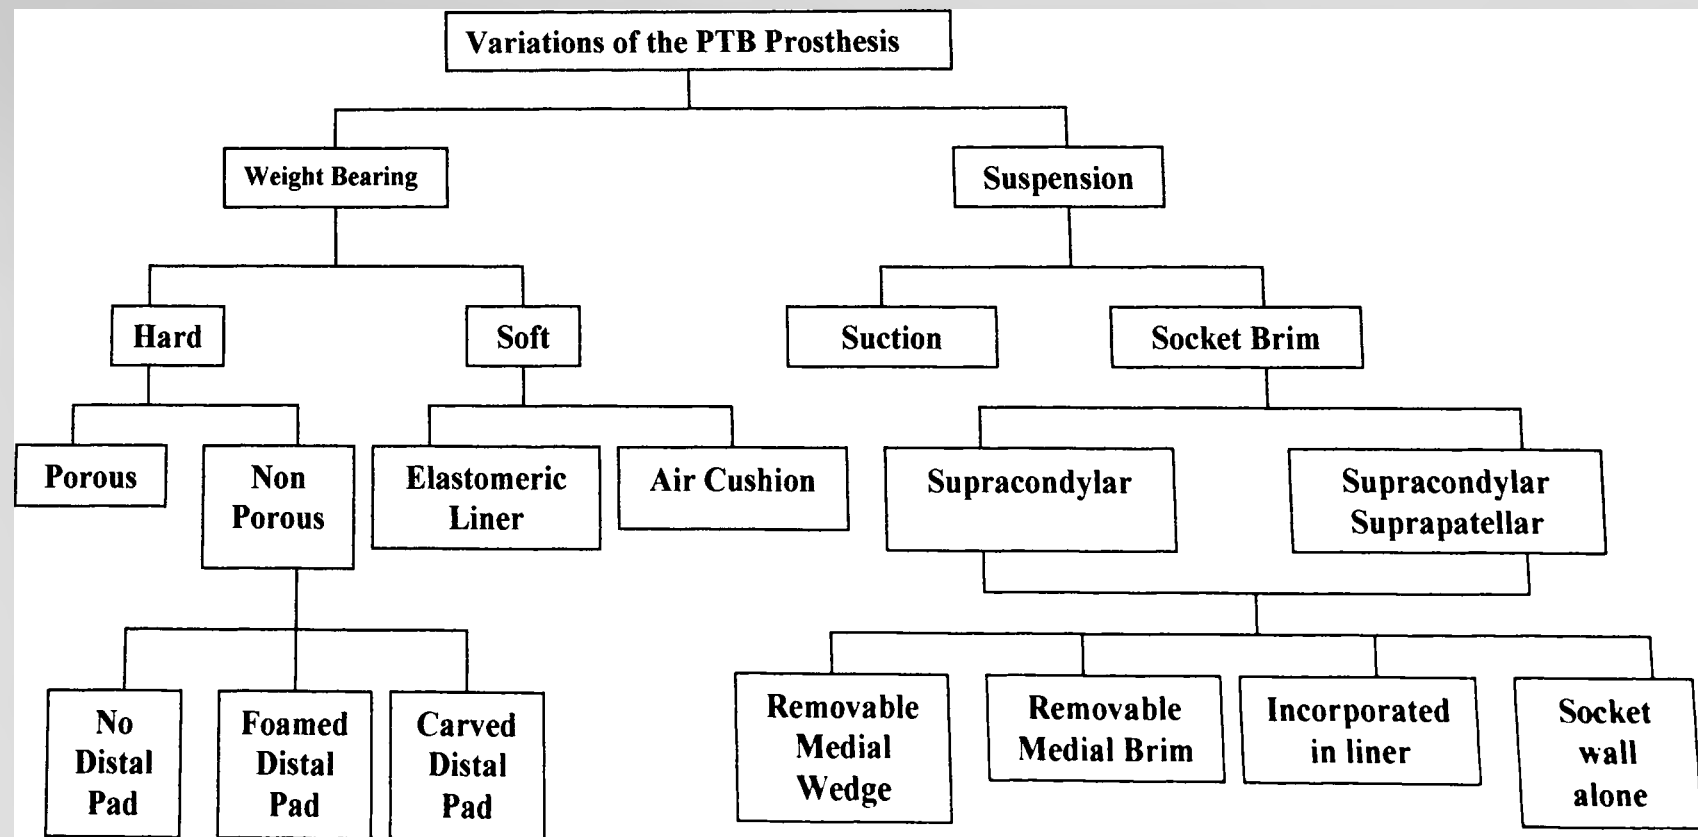 Variations of the PTB Prosthesis
Weight Bearing
Suspension
Hard
Soft
Suction
Socket Brim
Porous
Non
Porous
Elastomeric
Liner
Air Cushion
Supracondylar
Supracondylar
Suprapatellar
No
Distal
Pad
Foamed
Distal
Pad
Carved
Distal
Pad
Removable
Medial
Wedge
Removable
Medial Brim
Incorporated
in liner
Socket
wall
alone